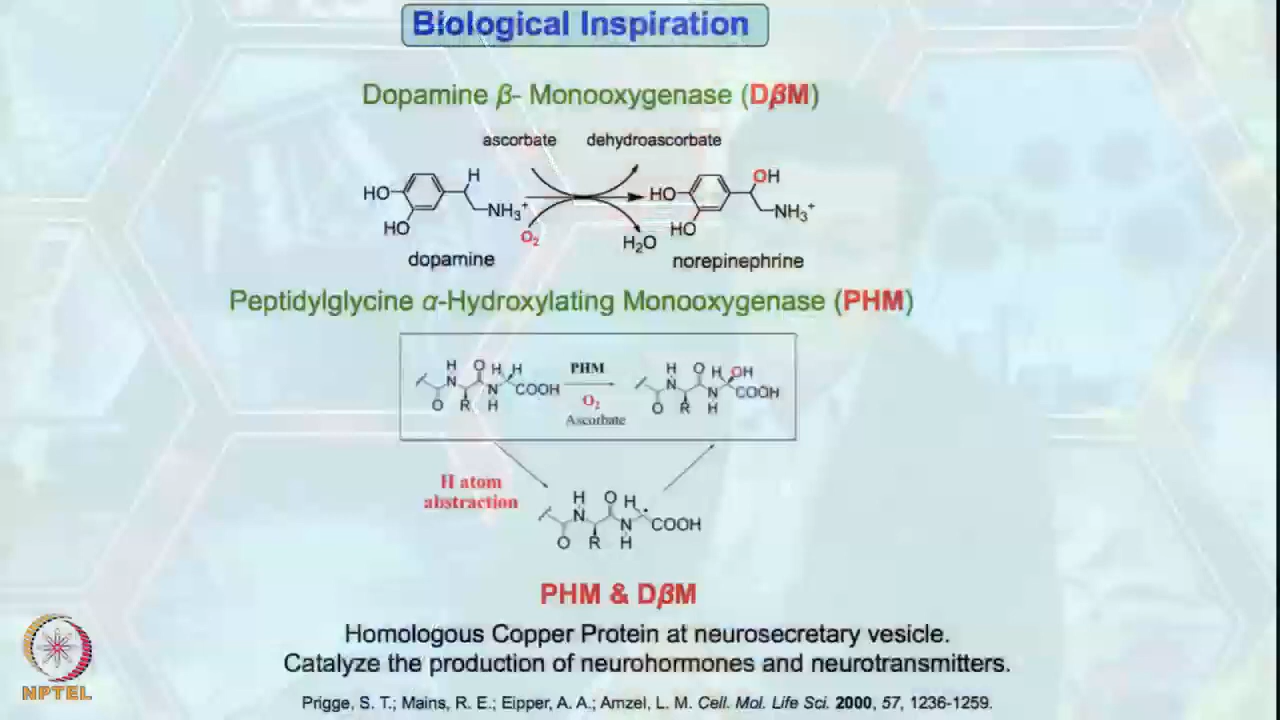 Biological Inspiration
Dopamine β- Monooxygenase (DβM)
ascorbate dehydroascorbate
H OH
HO HO
NH3+ NH3+
HO O2 H2O HO
dopamine norepinephrine
Peptidylglycine α-Hydroxylating Monooxygenase (PHM)
H O H H PHM H O H OH
N N COOH N N COOH
O R H O2 O R H
Ascorbate
H atom
abstraction
H O H
N N COOH
O R H
PHM & DβM
Homologous Copper Protein at neurosecretary vesicle.
Catalyze the production of neurohormones and neurotransmitters.
Prigge, S. T.; Mains, R. E.; Eipper, A. A.; Amzel, L. M. Cell. Mol. Life Sci. 2000, 57, 1236-1259.
NPTEL